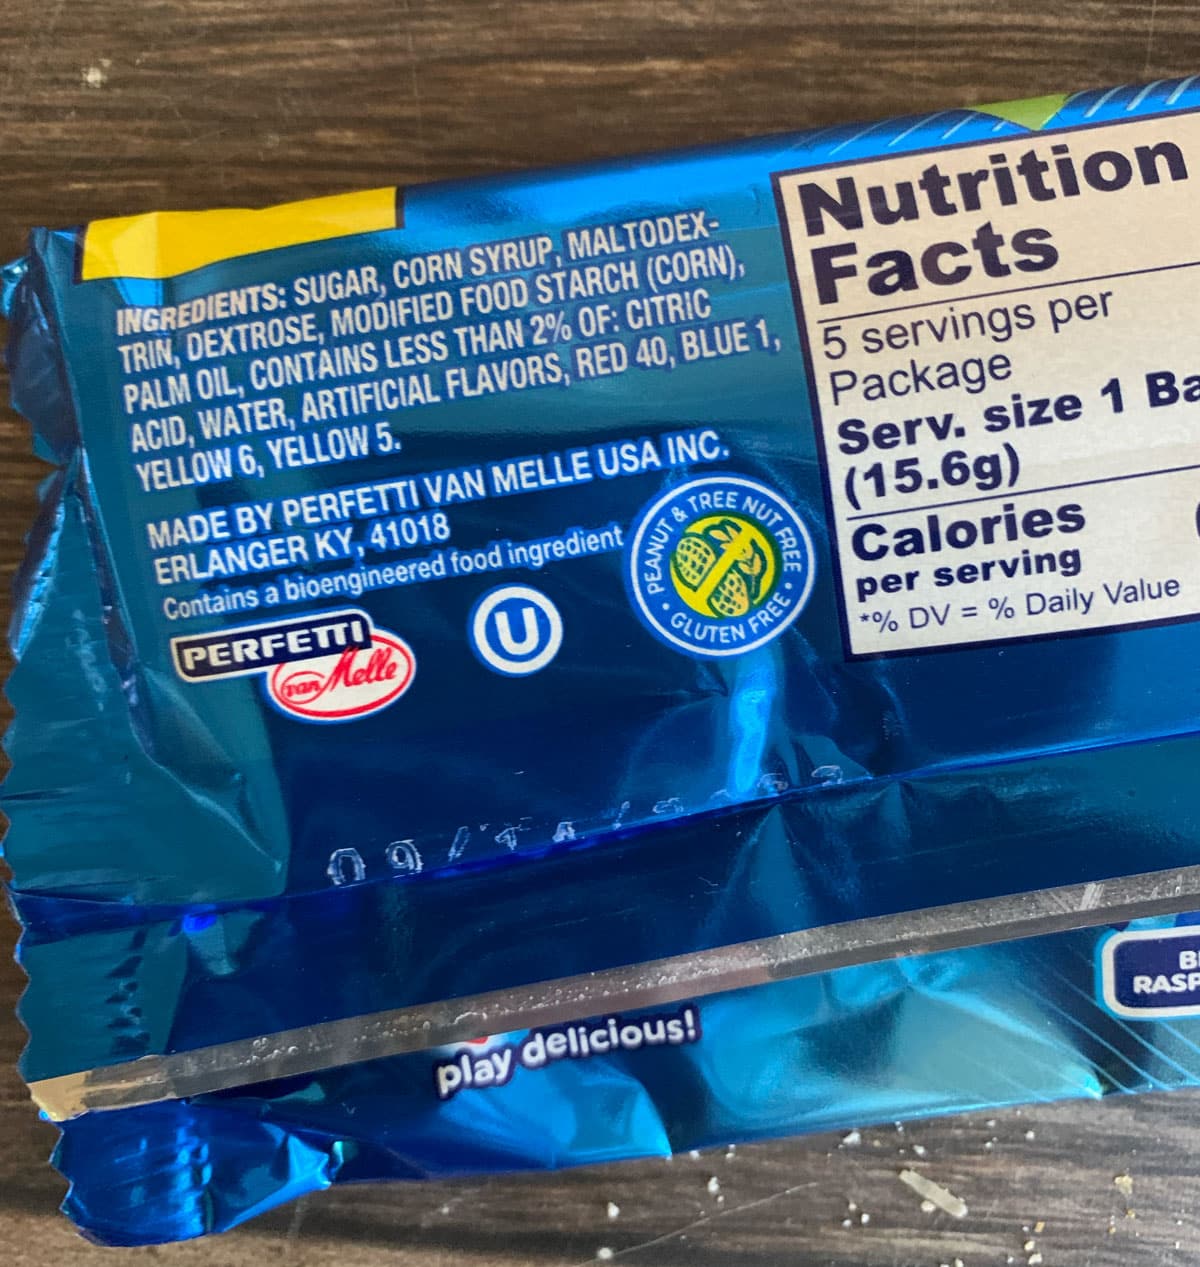 INGREDIENTS: SUGAR, CORN SYRUP, MALTODEX-
TRIN, DEXTROSE, MODIFIED FOOD STARCH (CORN),
PALM OIL, CONTAINS LESS THAN 2% OF: CITRIC
ACID, WATER, ARTIFICIAL FLAVORS, RED 40, BLUE 1,
YELLOW 6, YELLOW 5.
MADE BY PERFETTI VAN MELLE USA INC.
ERLANGER KY, 41018
Contains a bioengineered food ingredient
PERFETTI
van Melle
U
PEANUT & TREE NUT FREE •
GLUTEN FREE •
Nutrition
Facts
5 servings per
Package
Serv. size 1 Ba
(15.6g)
Calories
per serving
*% DV = % Daily Value
09/
play delicious!
RASP